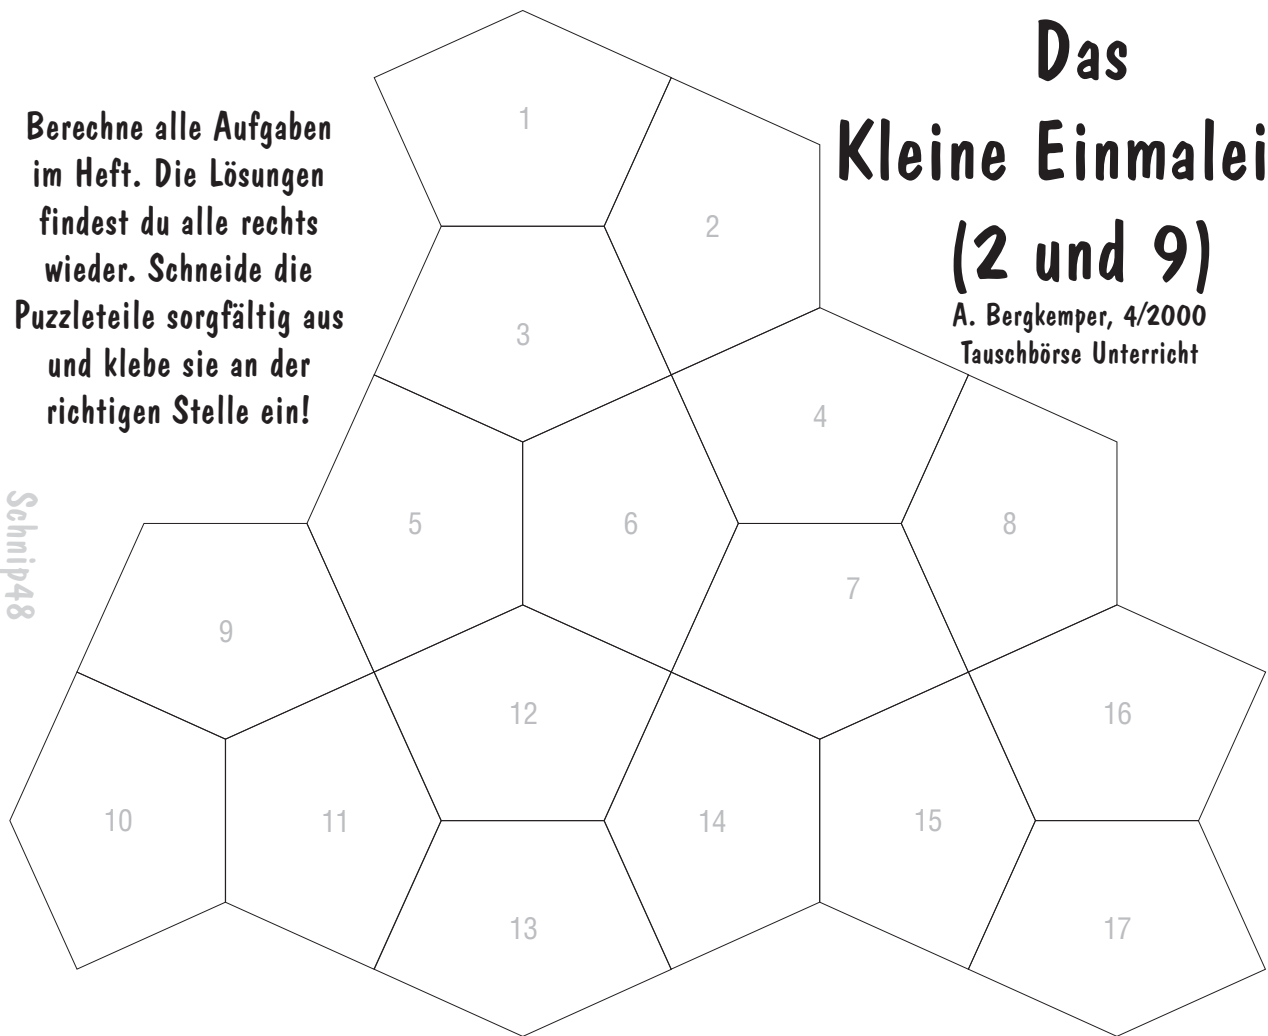 Das
Kleine Einmalei
(2 und 9)
A. Bergkemper, 4/2000
Tauschbörse Unterricht
Berechne alle Aufgaben
im Heft. Die Lösungen
findest du alle rechts
wieder. Schneide die
Puzzleteile sorgfältig aus
und klebe sie an der
richtigen Stelle ein!
Schnip48
1
2
3
4
5
6
7
8
9
10
11
12
13
14
15
16
17